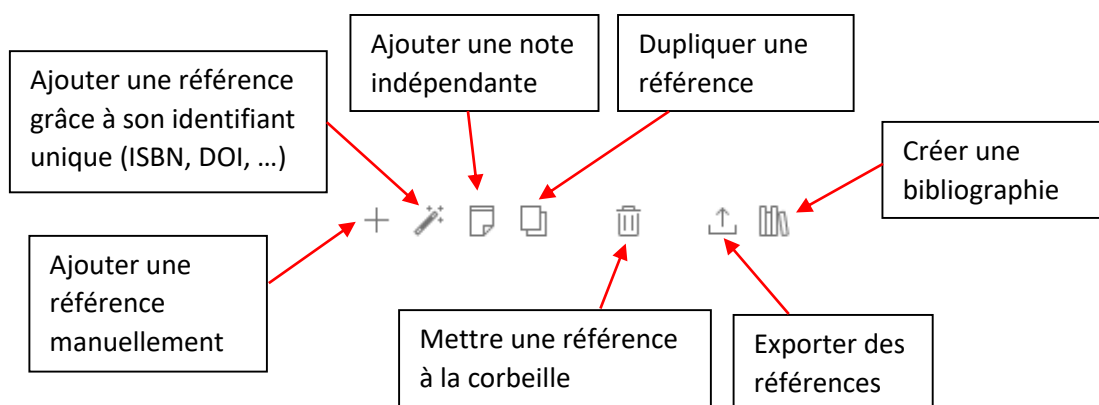 Ajouter une référence
grâce à son identifiant
unique (ISBN, DOI, …)
Ajouter une note
indépendante
Dupliquer une
référence
Créer une
bibliographie
Ajouter une
référence
manuellement
Mettre une référence
à la corbeille
Exporter des
références